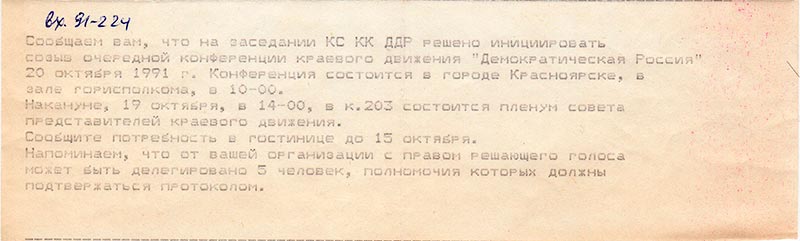 вх. 91-224
Сообщаем вам, что на заседании КС КК ДДР решено инициировать
созыв очередной конференции краевого движения "Демократическая Россия"
20 октября 1991 г. Конференция состоится в городе Красноярске, в
зале горисполкома, в 10-00.
Накануне, 19 октября, в 14-00, в к.203 состоится пленум совета
представителей краевого движения.
Сообщите потребность в гостинице до 15 октября.
Напоминаем, что от вашей организации с правом решающего голоса
может быть делегировано 5 человек, полномочия которых должны
подтвержаться протоколом.